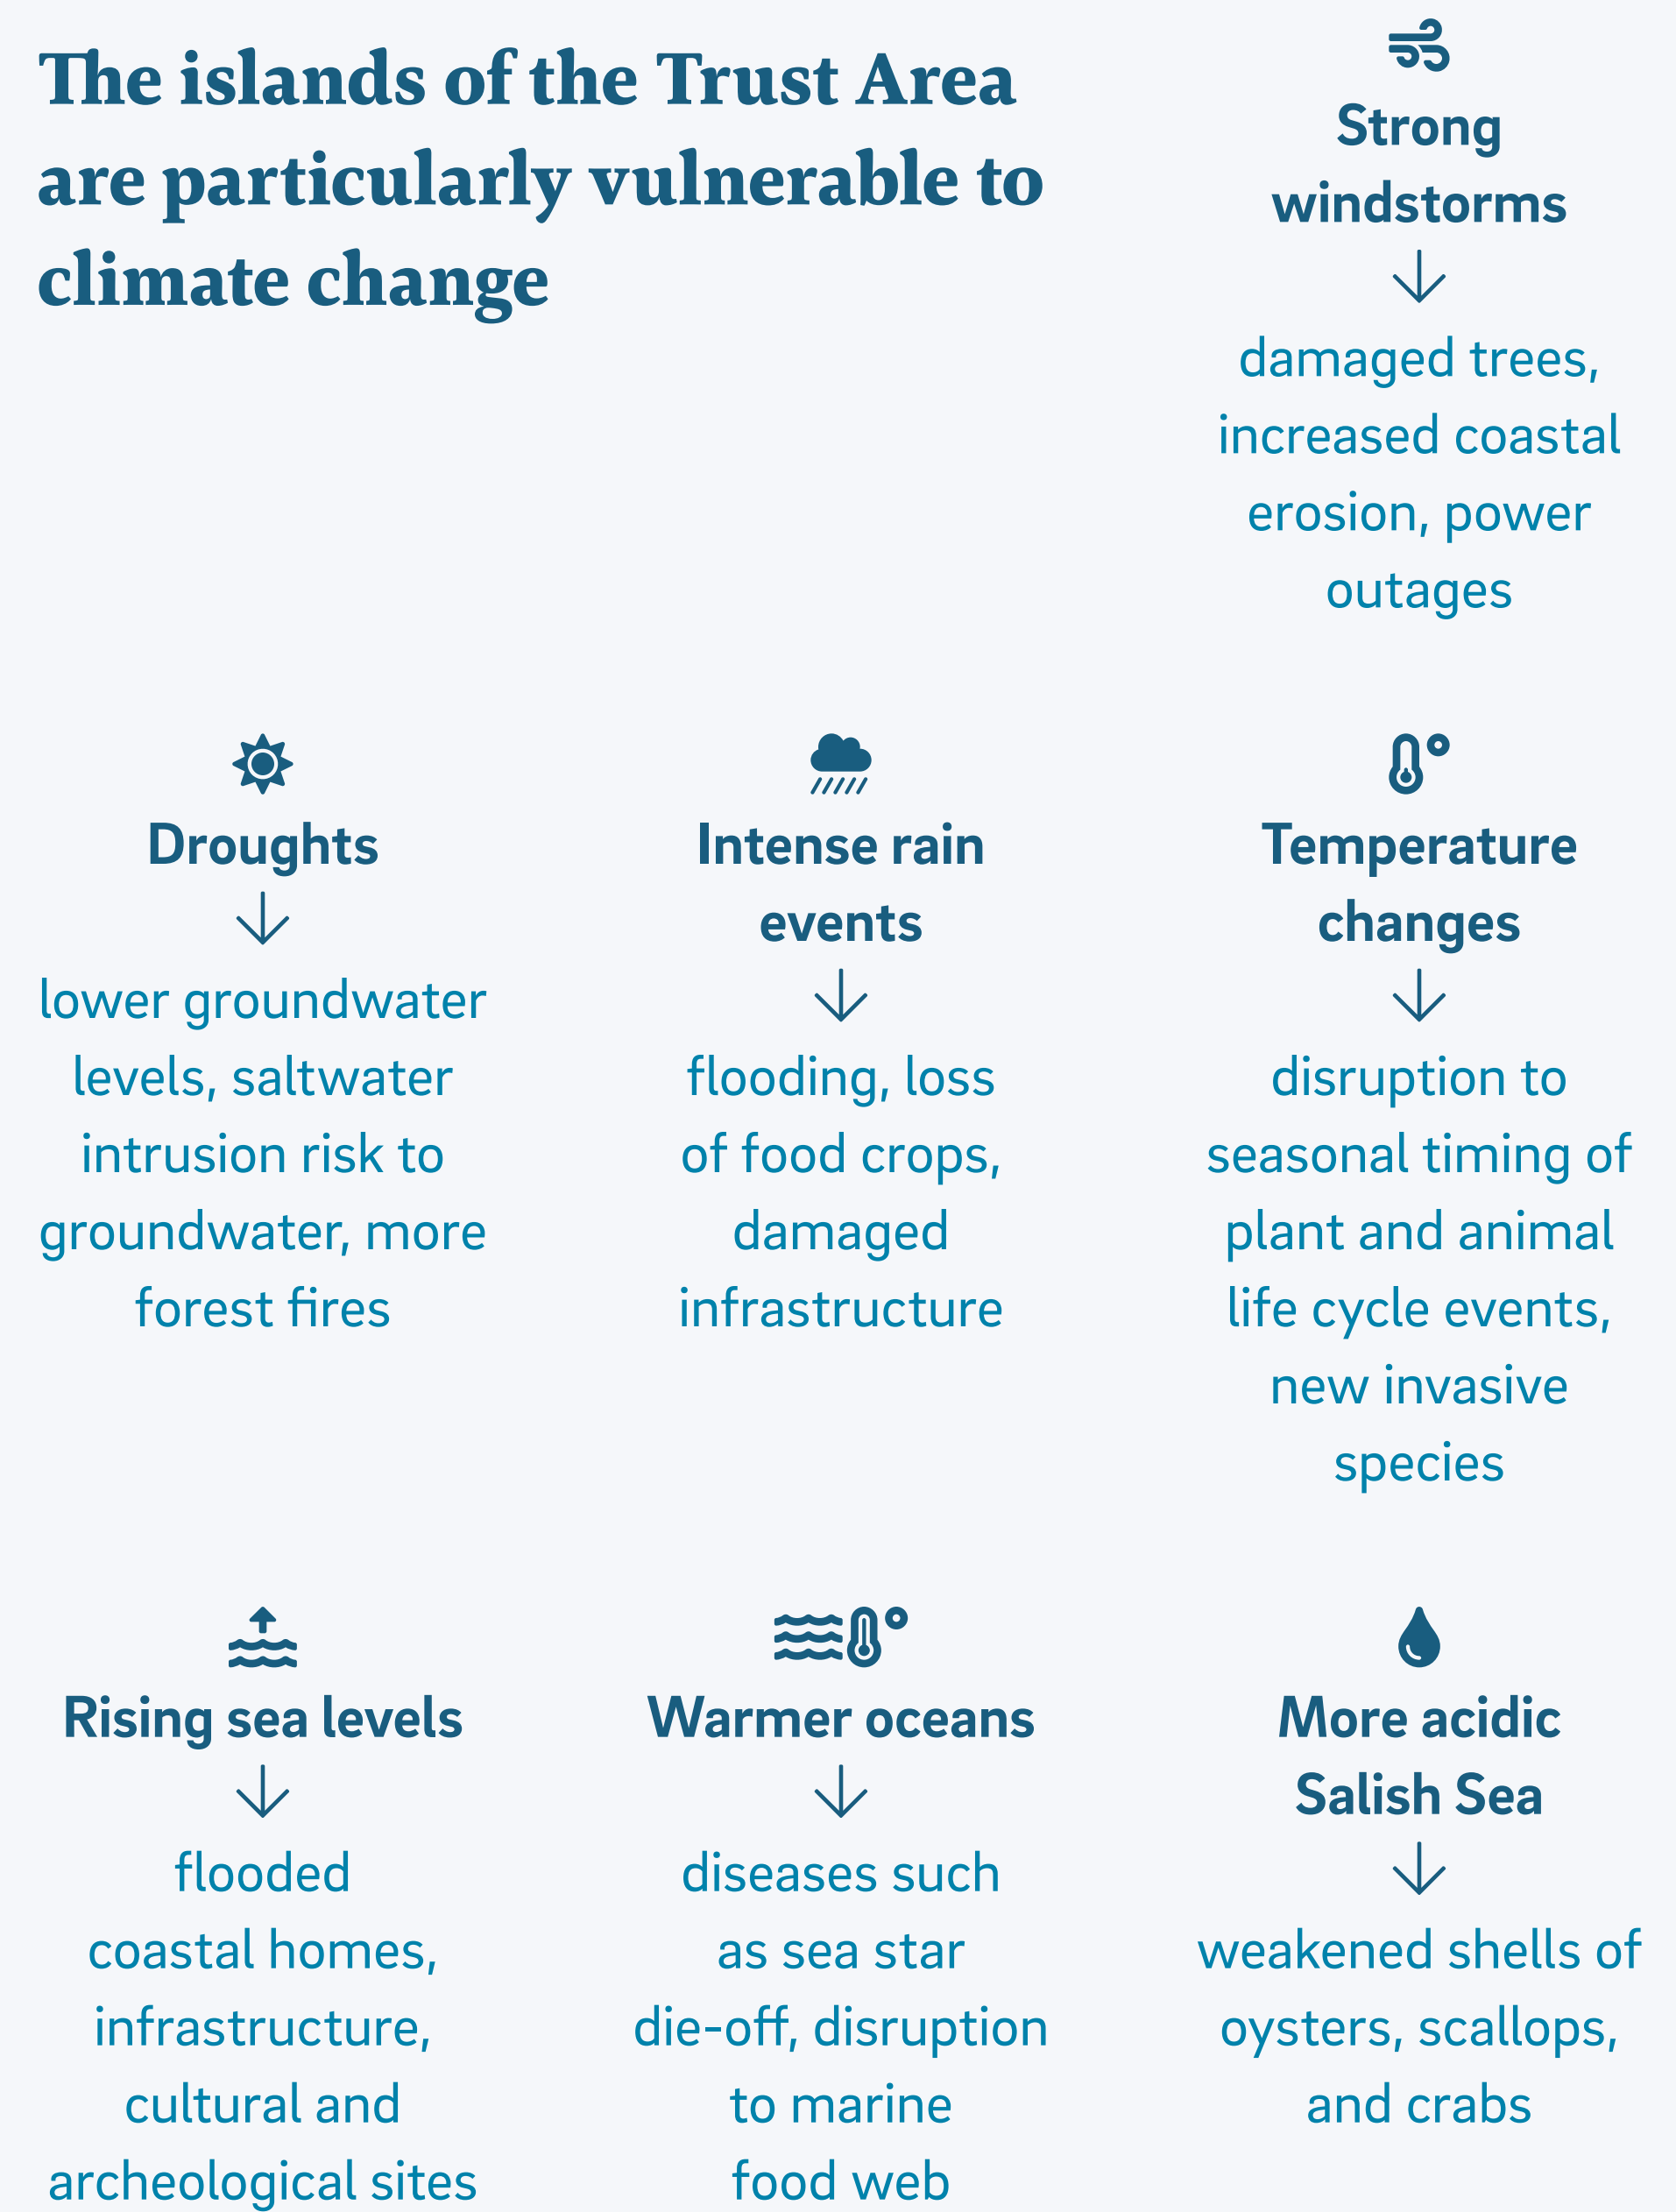 The islands of the Trust Area
are particularly vulnerable to
climate change
Strong
windstorms
damaged trees,
increased coastal
erosion, power
outages
Droughts
lower groundwater
levels, saltwater
intrusion risk to
groundwater, more
forest fires
Intense rain
events
flooding, loss
of food crops,
damaged
infrastructure
Temperature
changes
disruption to
seasonal timing of
plant and animal
life cycle events,
new invasive
species
Rising sea levels
flooded
coastal homes,
infrastructure,
cultural and
archeological sites
Warmer oceans
diseases such
as sea star
die-off, disruption
to marine
food web
More acidic
Salish Sea
weakened shells of
oysters, scallops,
and crabs